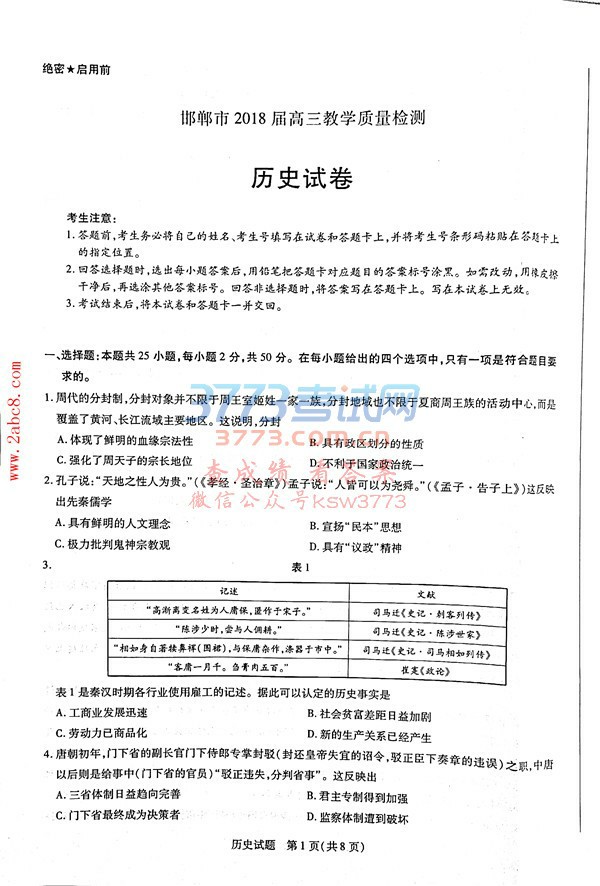 绝密★启用前
邯郸市 2018 届高三教学质量检测
历史试卷
考生注意:
1.答题前,考生务必将自己的姓名、考生号填写在试卷和答题卡上,并将考生号条形码粘贴在答题卡上
的指定位置。
2.回答选择题时,选出每小题答案后,用铅笔把答题卡对应题目的答案标号涂黑。如需改动,用橡皮擦
干净后,再选涂其他答案标号。回答非选择题时,将答案写在答题卡上。写在本试卷上无效。
3.考试结束后,将本试卷和答题卡一并交回。
一、选择题:本题共 25 小题,每小题 2 分,共 50 分。在每小题给出的四个选项中,只有一项是符合题目要
求的。
1.周代的分封制,分封对象并不限于周王室姬姓一家一族,分封地域也不限于夏商周王族的活动中心,而是
覆盖了黄河、长江流域主要地区。这说明,分封
A.体现了鲜明的血缘宗法性 B.具有政区划分的性质
C.强化了周天子的宗长地位 D.不利于国家政治统一
2.孔子说:“天地之性人为贵。”(《孝经·圣治章》)孟子说:“人皆可以为尧舜。”(《孟子·告子上》)这反映
出先秦儒学
A.具有鲜明的人文理念 B.宣扬“民本”思想
C.极力批判鬼神宗教观 D.具有“议政”精神
3. 表 1
记述 文献
“高渐离变名姓为人庸保,匿作于宋子。” 司马迁《史记·刺客列传》
“陈涉少时,尝与人佣耕。” 司马迁《史记·陈涉世家》
“相如身自著犊鼻裈(围裙),与保庸杂作,涤器于市中。” 司马迁《史记·司马相如列传》
“客庸一月千。刍膏肉五百。” 崔寔《政论》
表 1 是秦汉时期各行业使用雇工的记述。据此可以认定的历史事实是
A.工商业发展迅速 B.社会贫富差距日益加剧
C.劳动力已商品化 D.新的生产关系已经产生
4.唐朝初年,门下省的副长官门下侍郎专掌封驳(封还皇帝失宜的诏令,驳正臣下奏章的违误)之职,中唐
以后则是给事中(门下省的官员)“驳正违失,分判省事”。这反映出
A.三省体制日益趋向完善 B.君主专制得到加强
C.门下省最终成为决策者 D.监察体制遭到破坏
历史试题 第 1 页(共 8 页)
www.2abc8.com
3773考试网
3773.com.cn
查成绩 看答案
微信公众号ksw3773